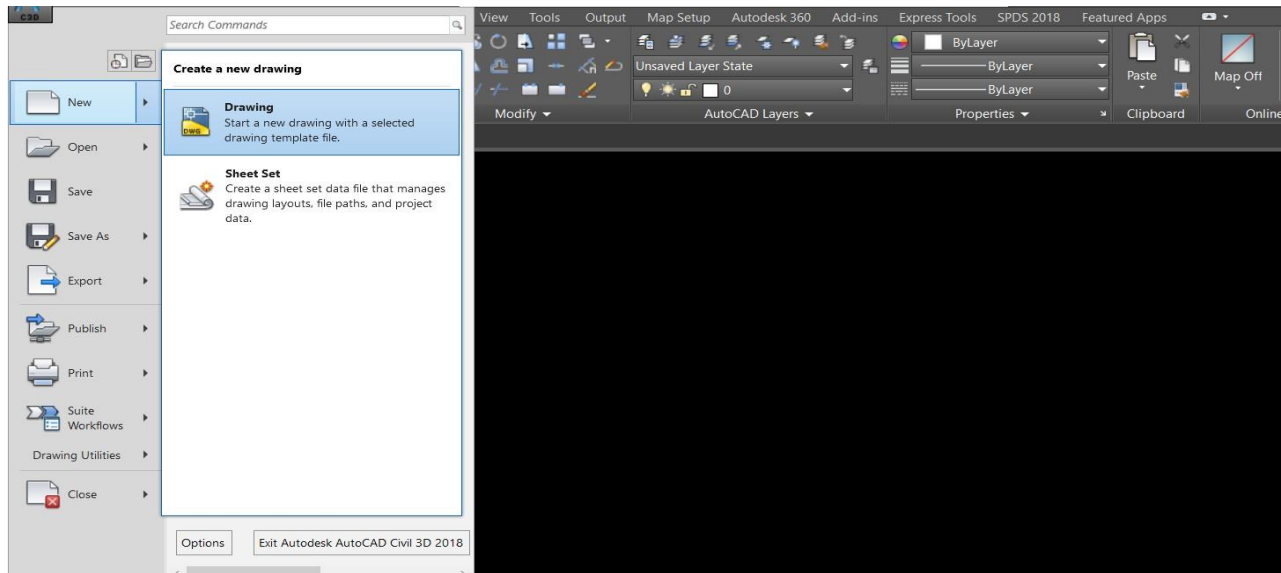 C3D
Search Commands
View Tools Output Map Setup Autodesk 360 Add-ins Express Tools SPDS 2018 Featured Apps
Create a new drawing
New
Drawing
Start a new drawing with a selected
drawing template file.
Sheet Set
Create a sheet set data file that manages
drawing layouts, file paths, and project
data.
Open
Save
Save As
Export
Publish
Print
Suite
Workflows
Drawing Utilities
Close
Options
Exit Autodesk AutoCAD Civil 3D 2018
DWG
Unsaved Layer State
0
ByLayer
ByLayer
ByLayer
Paste
Map Off
Modify
AutoCAD Layers
Properties
Clipboard
Online